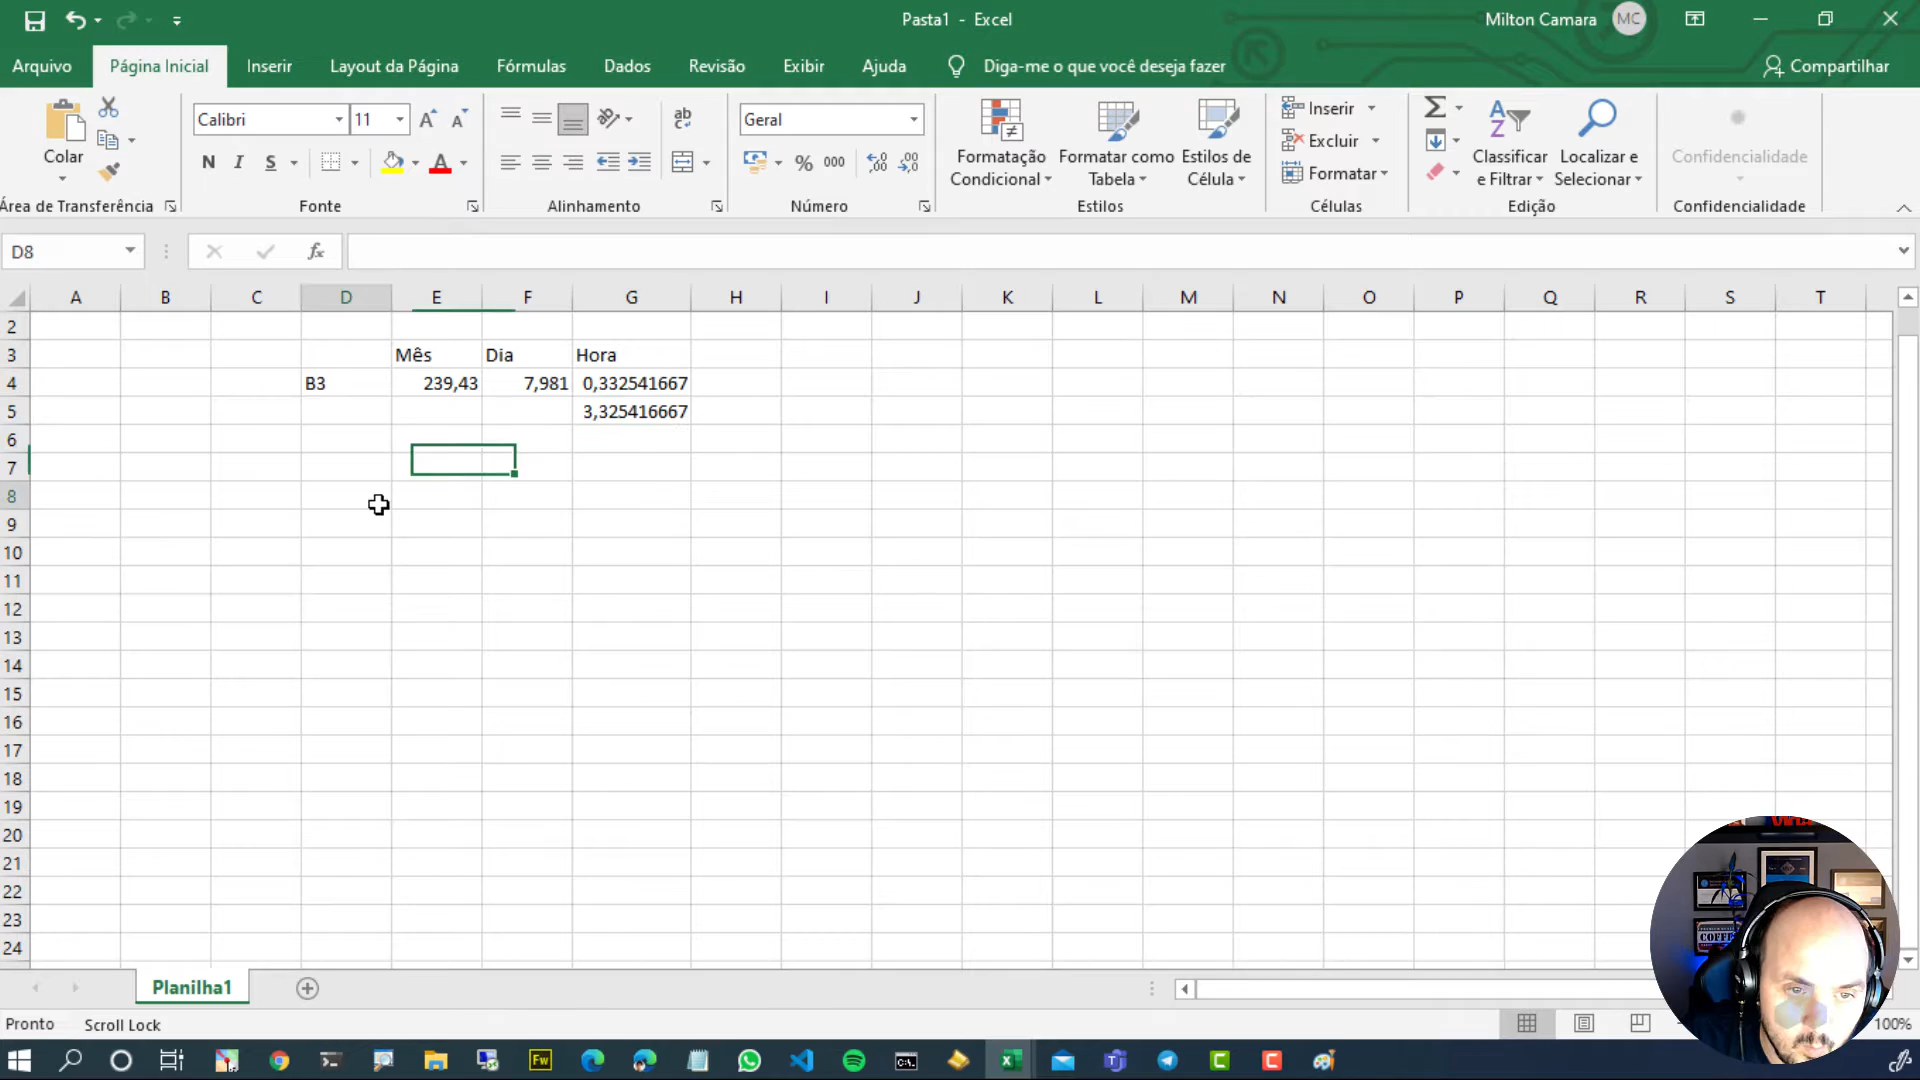 Pasta1 - Excel
Milton Camara
MC
Arquivo
Página Inicial
Inserir
Layout da Página
Fórmulas
Dados
Revisão
Exibir
Ajuda
Diga-me o que você deseja fazer
Compartilhar
Colar
Calibri
11
N I S
A
ab
Geral
% 000
Formatação
Condicional
Formatar como
Tabela
Estilos de
Célula
Inserir
Excluir
Formatar
Classificar
e Filtrar
Localizar e
Selecionar
Confidencialidade
Área de Transferência
Fonte
Alinhamento
Número
Estilos
Células
Edição
Confidencialidade
D8
fx
A B C D E F G H I J K L M N O P Q R S T
2
3 Mês Dia Hora
4 B3 239,43 7,981 0,332541667
5 3,325416667
6
7
8
9
10
11
12
13
14
15
16
17
18
19
20
21
22
23
24
Planilha1
Pronto Scroll Lock
100%
Fw
COFFEE